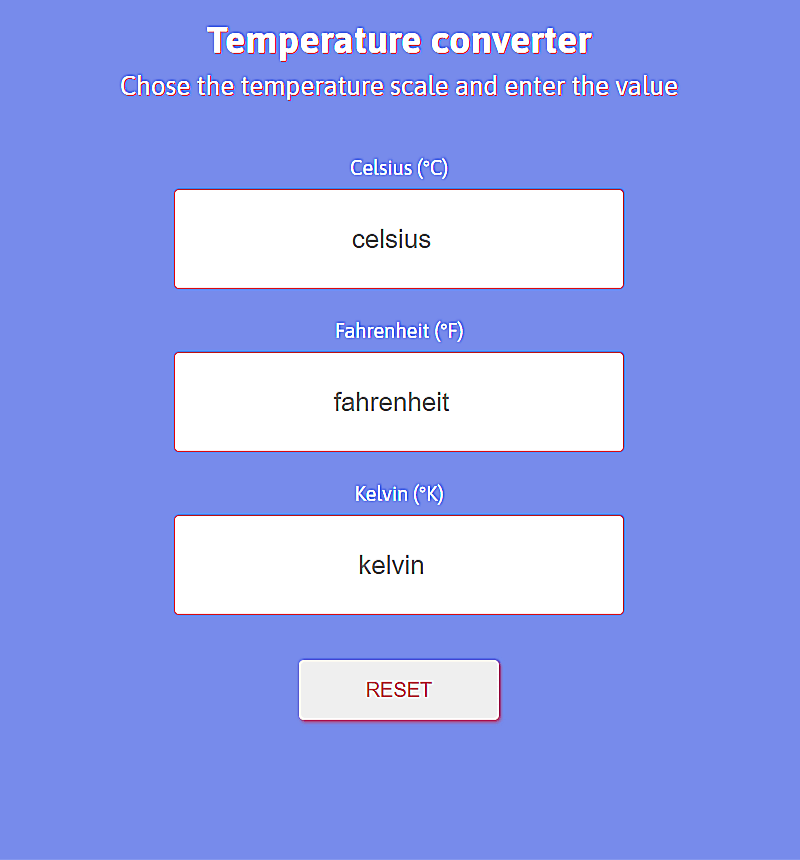 Temperature converter
Chose the temperature scale and enter the value
Celsius (°C)
celsius
Fahrenheit (°F)
fahrenheit
Kelvin (°K)
kelvin
RESET